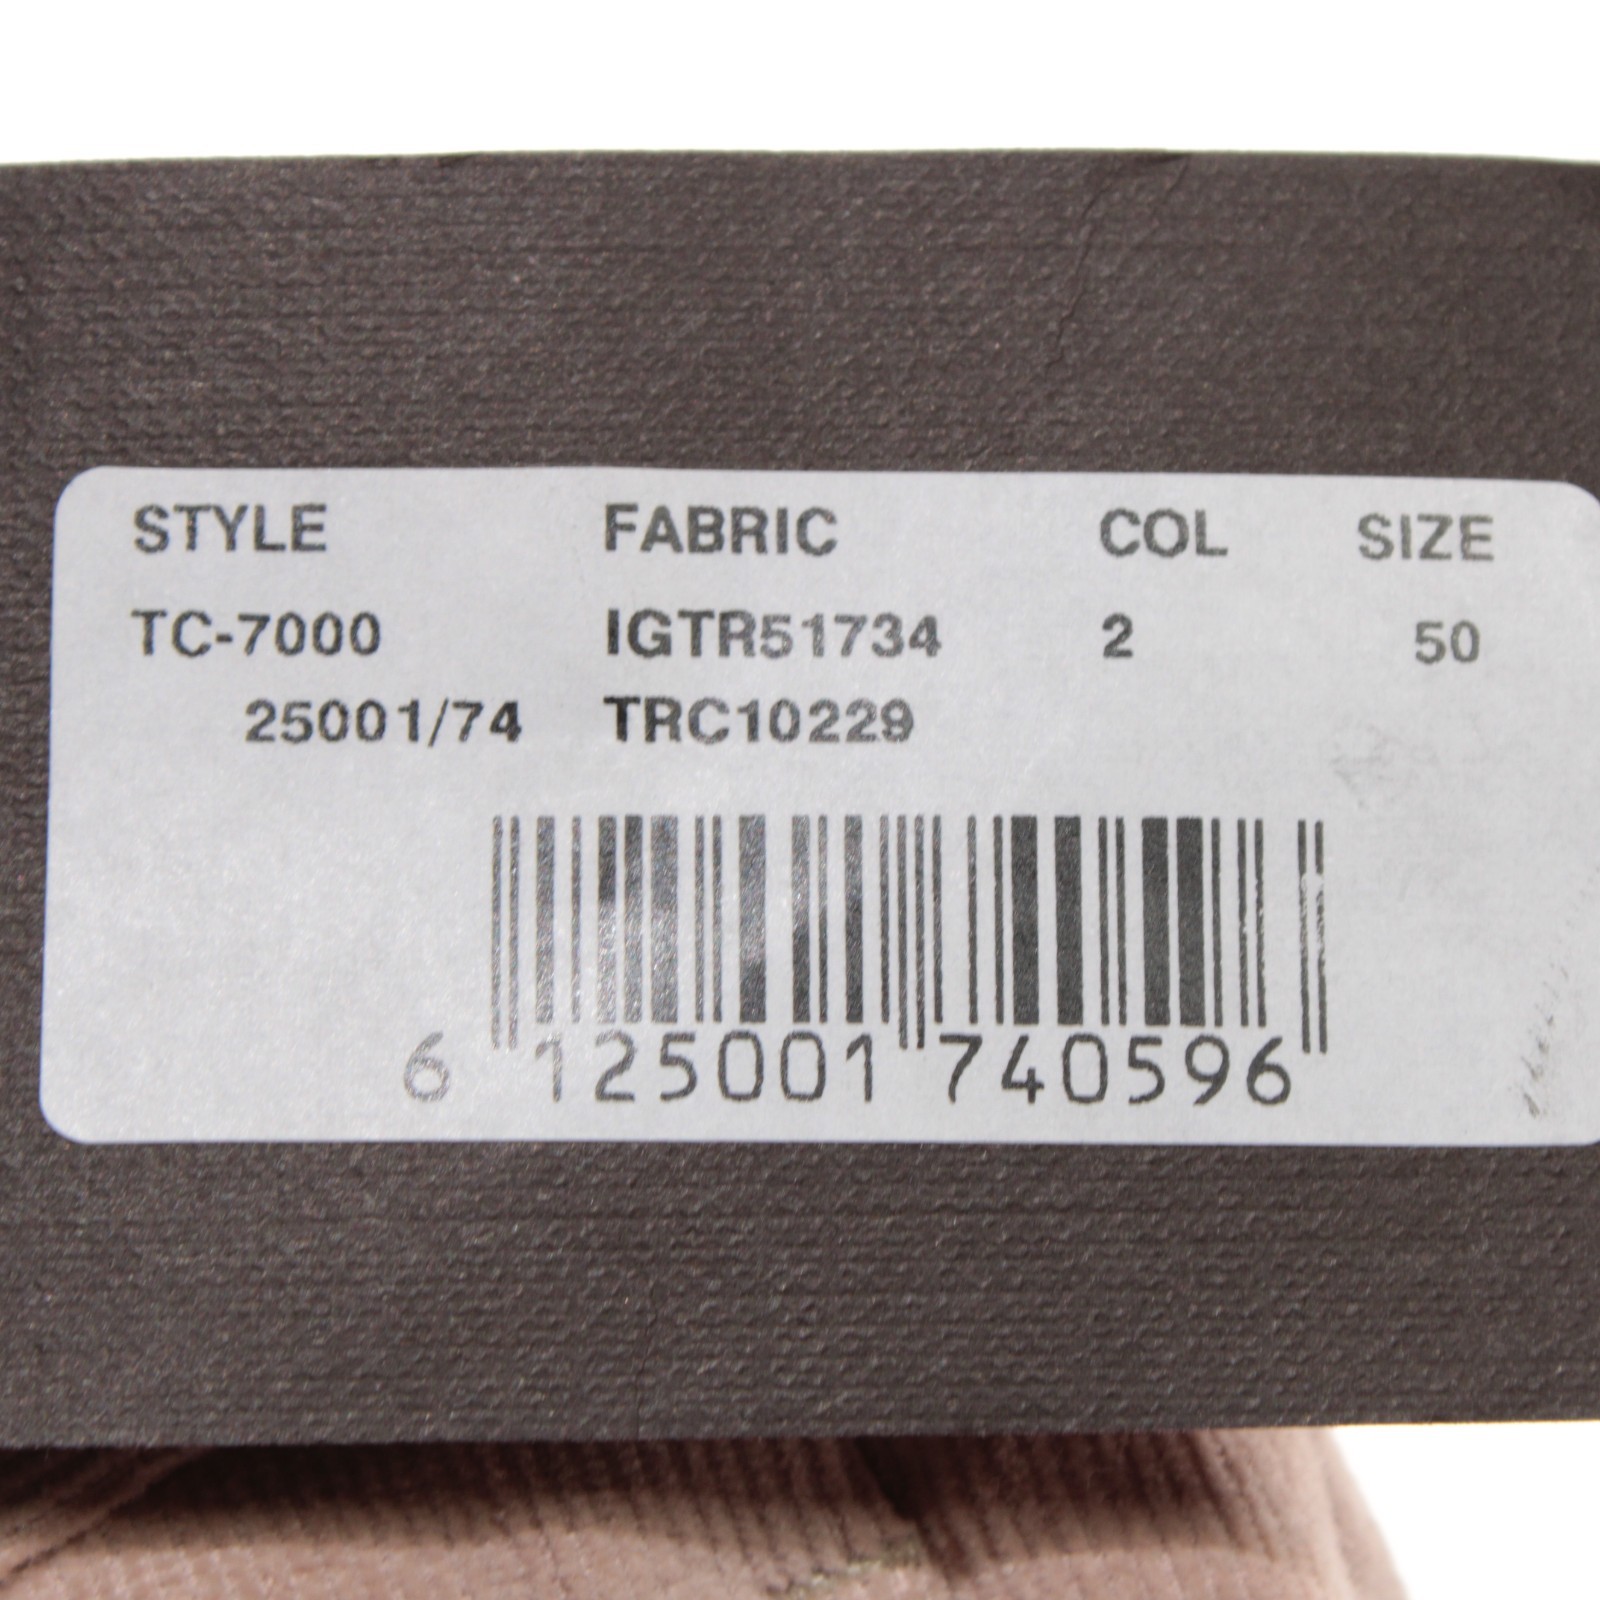 STYLE FABRIC COL SIZE
TC-7000 IGTR51734 2 50
25001/74 TRC10229
6 125001 740596